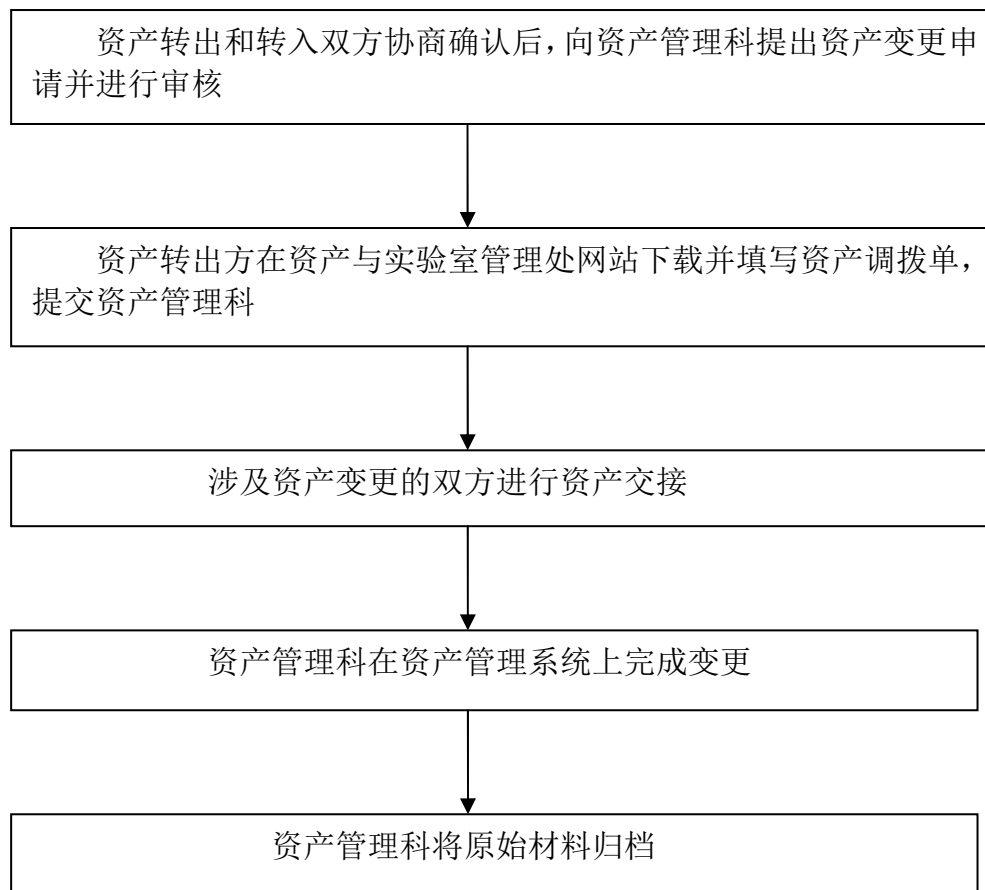 资产转出和转入双方协商确认后，向资产管理科提出资产变更申
请并进行审核
资产转出方在资产与实验室管理处网站下载并填写资产调拨单，
提交资产管理科
涉及资产变更的双方进行资产交接
资产管理科在资产管理系统上完成变更
资产管理科将原始材料归档